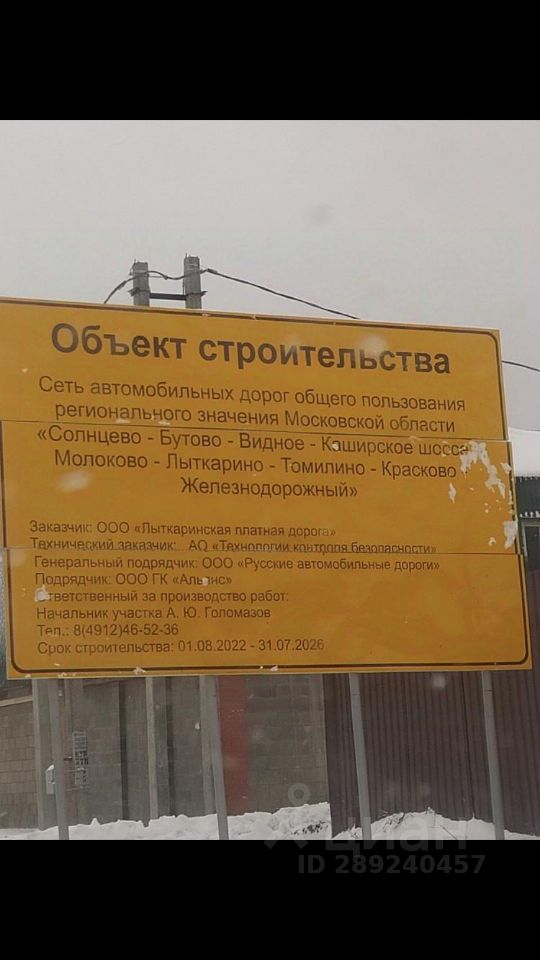 Объект строительства
Сеть автомобильных дорог общего пользования
регионального значения Московской области
«Солнцево - Бутово - Видное - Каширское шоссе
Молоково - Лыткарино - Томилино - Красково
Железнодорожный»
Заказчик: ООО «Лыткаринская платная дорога»
Технический заказчик: АО «Технологии контроля безопасности»
Генеральный подрядчик: ООО «Русские автомобильные дороги»
Подрядчик: ООО ГК «Альянс»
Ответственный за производство работ:
Начальник участка А. Ю. Голомазов
Тел.: 8(4912)46-52-36
Срок строительства: 01.08.2022 - 31.07.2026
циан
ID 289240457